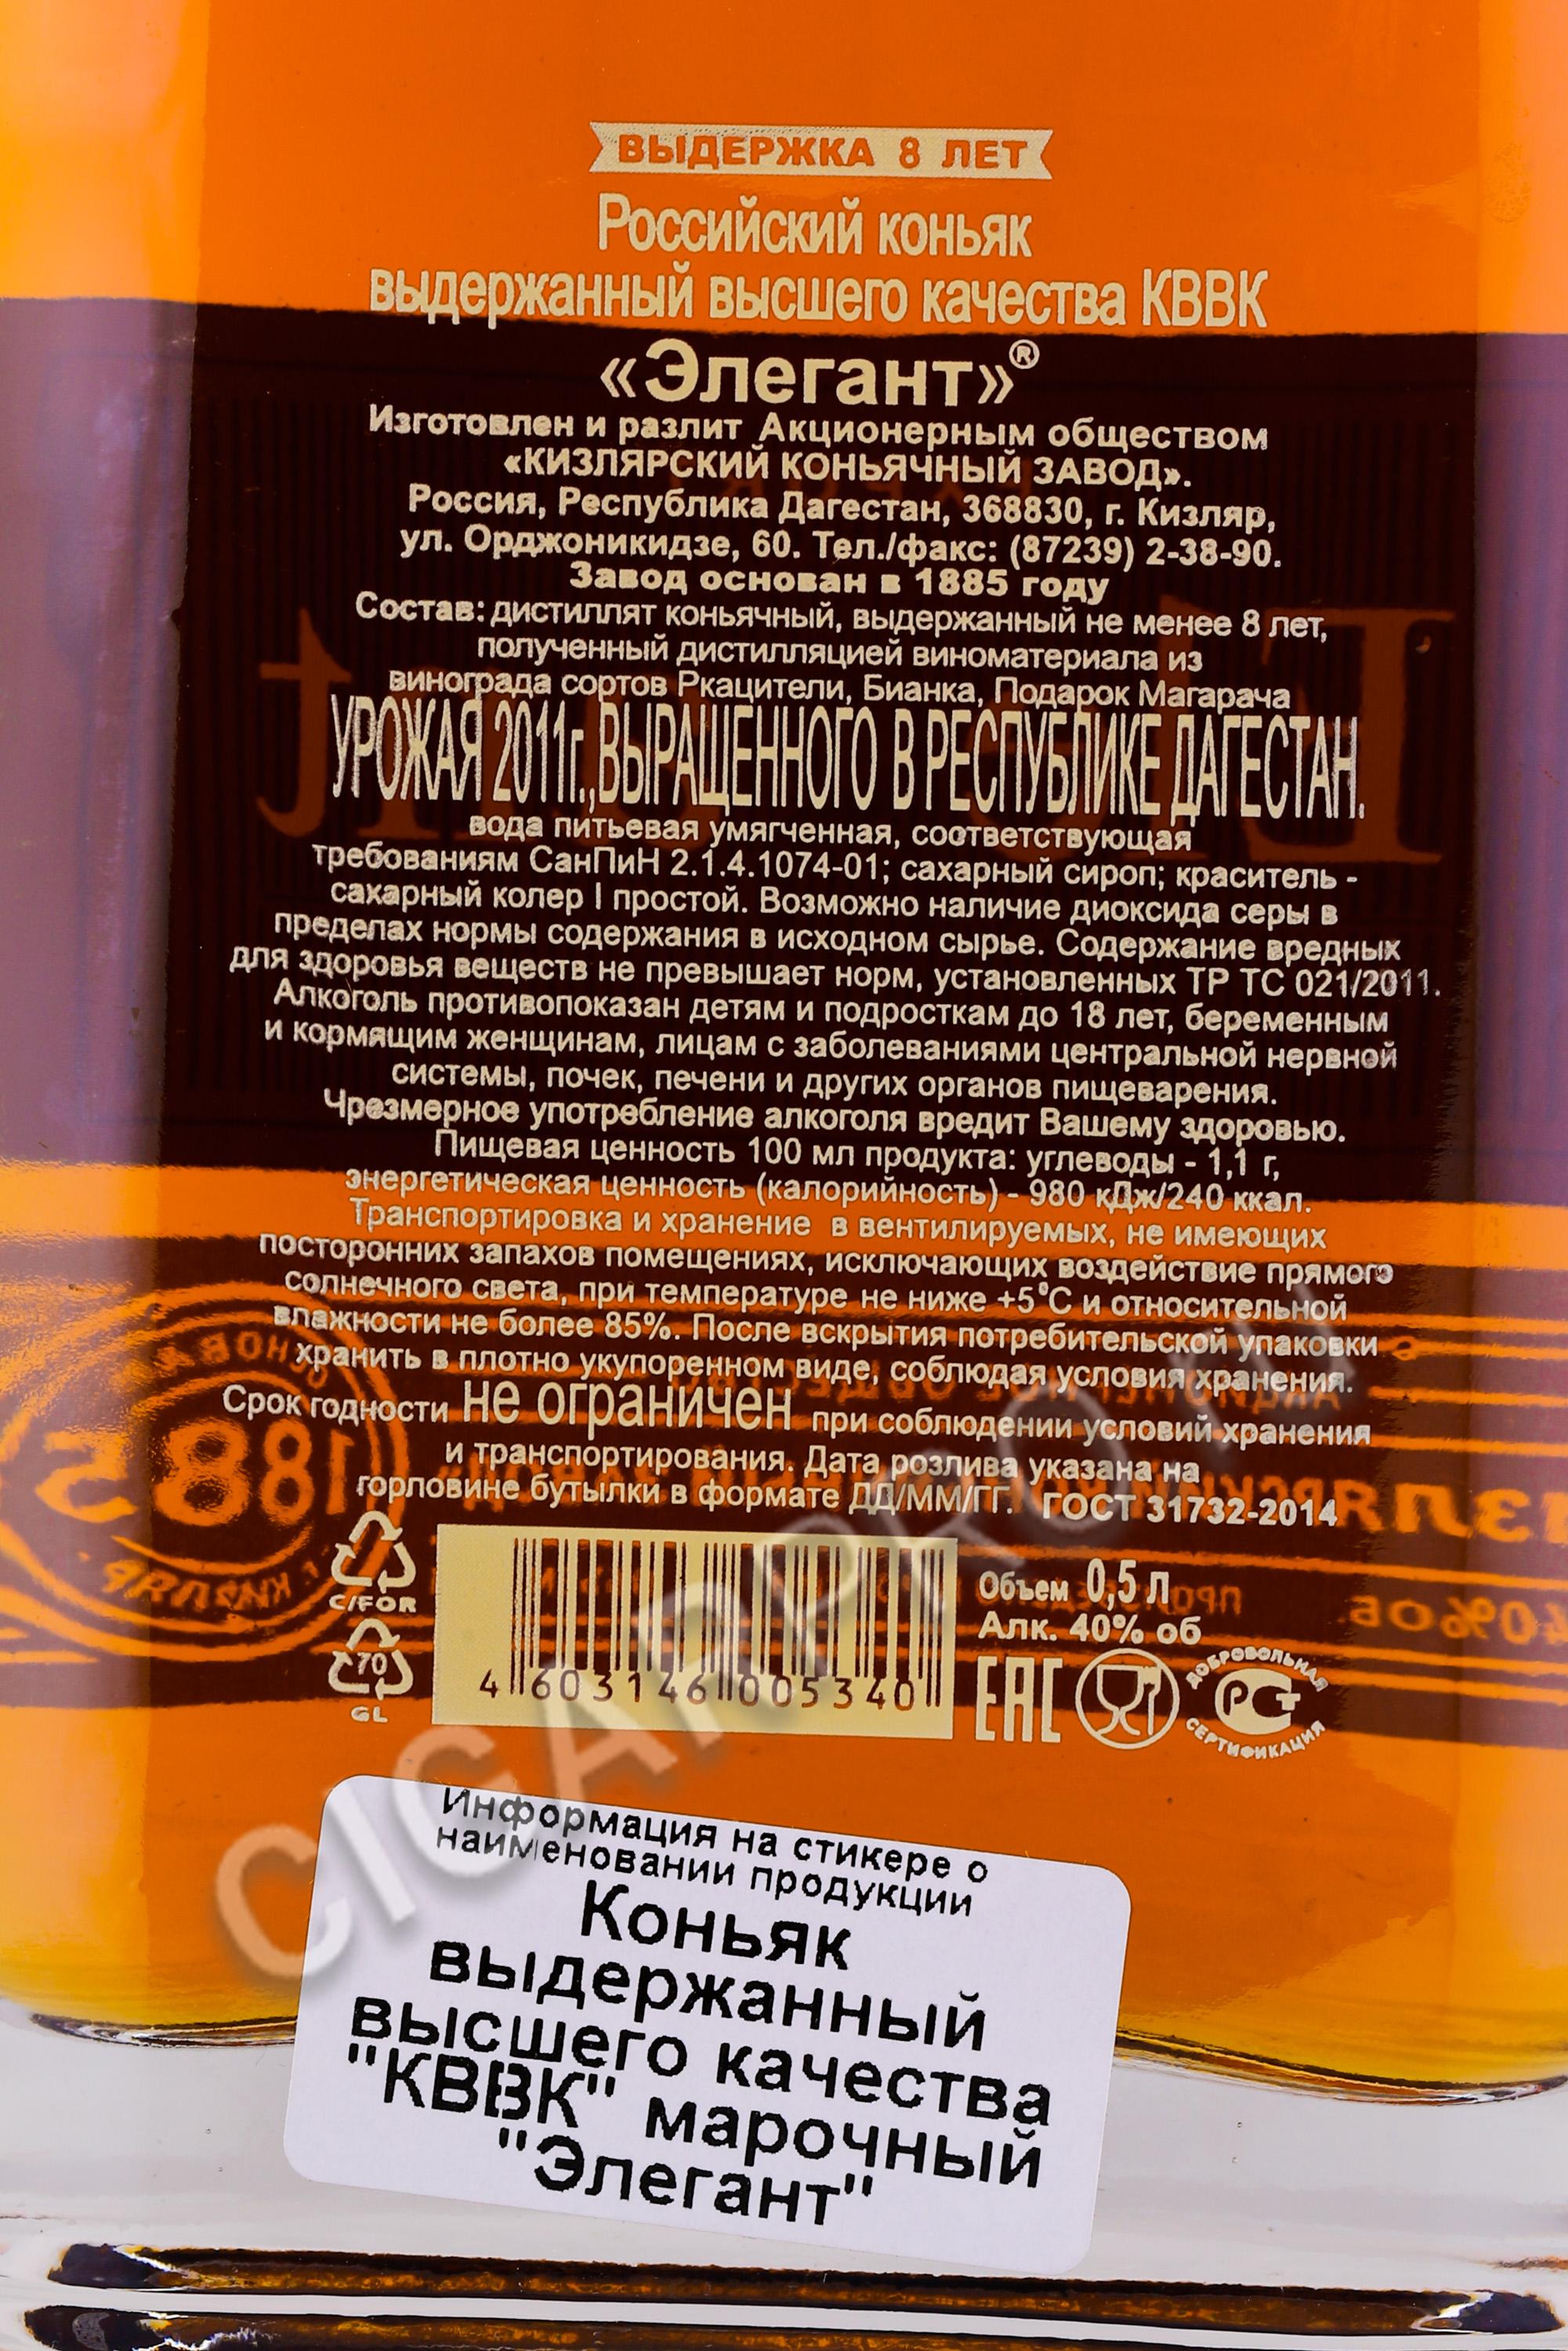 ВЫДЕРЖКА 8 ЛЕТ
Российский коньяк
выдержанный высшего качества КВВК
«Элегант»®
Изготовлен и разлит Акционерным обществом
«КИЗЛЯРСКИЙ КОНЬЯЧНЫЙ ЗАВОД».
Россия, Республика Дагестан, 368830, г. Кизляр,
ул. Орджоникидзе, 60. Тел./факс: (87239) 2-38-90.
Завод основан в 1885 году
Состав: дистиллят коньячный, выдержанный не менее 8 лет,
полученный дистилляцией виноматериала из
винограда сортов Ркацители, Бианка, Подарок Магарача
УРОЖАЯ 2011г.,ВЫРАЩЕННОГО В РЕСПУБЛИКЕ ДАГЕСТАН.
вода питьевая умягченная, соответствующая
требованиям СанПиН 2.1.4.1074-01; сахарный сироп; краситель -
сахарный колер I простой. Возможно наличие диоксида серы в
пределах нормы содержания в исходном сырье. Содержание вредных
для здоровья веществ не превышает норм, установленных ТР ТС 021/2011.
Алкоголь противопоказан детям и подросткам до 18 лет, беременным
и кормящим женщинам, лицам с заболеваниями центральной нервной
системы, почек, печени и других органов пищеварения.
Чрезмерное употребление алкоголя вредит Вашему здоровью.
Пищевая ценность 100 мл продукта: углеводы - 1,1 г,
энергетическая ценность (калорийность) - 980 кДж/240 ккал.
Транспортировка и хранение в вентилируемых, не имеющих
посторонних запахов помещениях, исключающих воздействие прямого
солнечного света, при температуре не ниже +5°С и относительной
влажности не более 85%. После вскрытия потребительской упаковки
хранить в плотно укупоренном виде, соблюдая условия хранения.
Срок годности не ограничен при соблюдении условий хранения
и транспортирования. Дата розлива указана на
горловине бутылки в формате ДД/ММ/ГГ. ГОСТ 31732-2014
C/FOR
70
GL
4 603146 005340
Объем 0,5 л
Алк. 40% об
EAC
ДОБРОВОЛЬНАЯ
РСТ
СЕРТИФИКАЦИЯ
1885
Г. КИЗЛЯР
CIGARPRO.RU
Информация на стикере о
наименовании продукции
Коньяк
выдержанный
высшего качества
"КВВК" марочный
"Элегант"